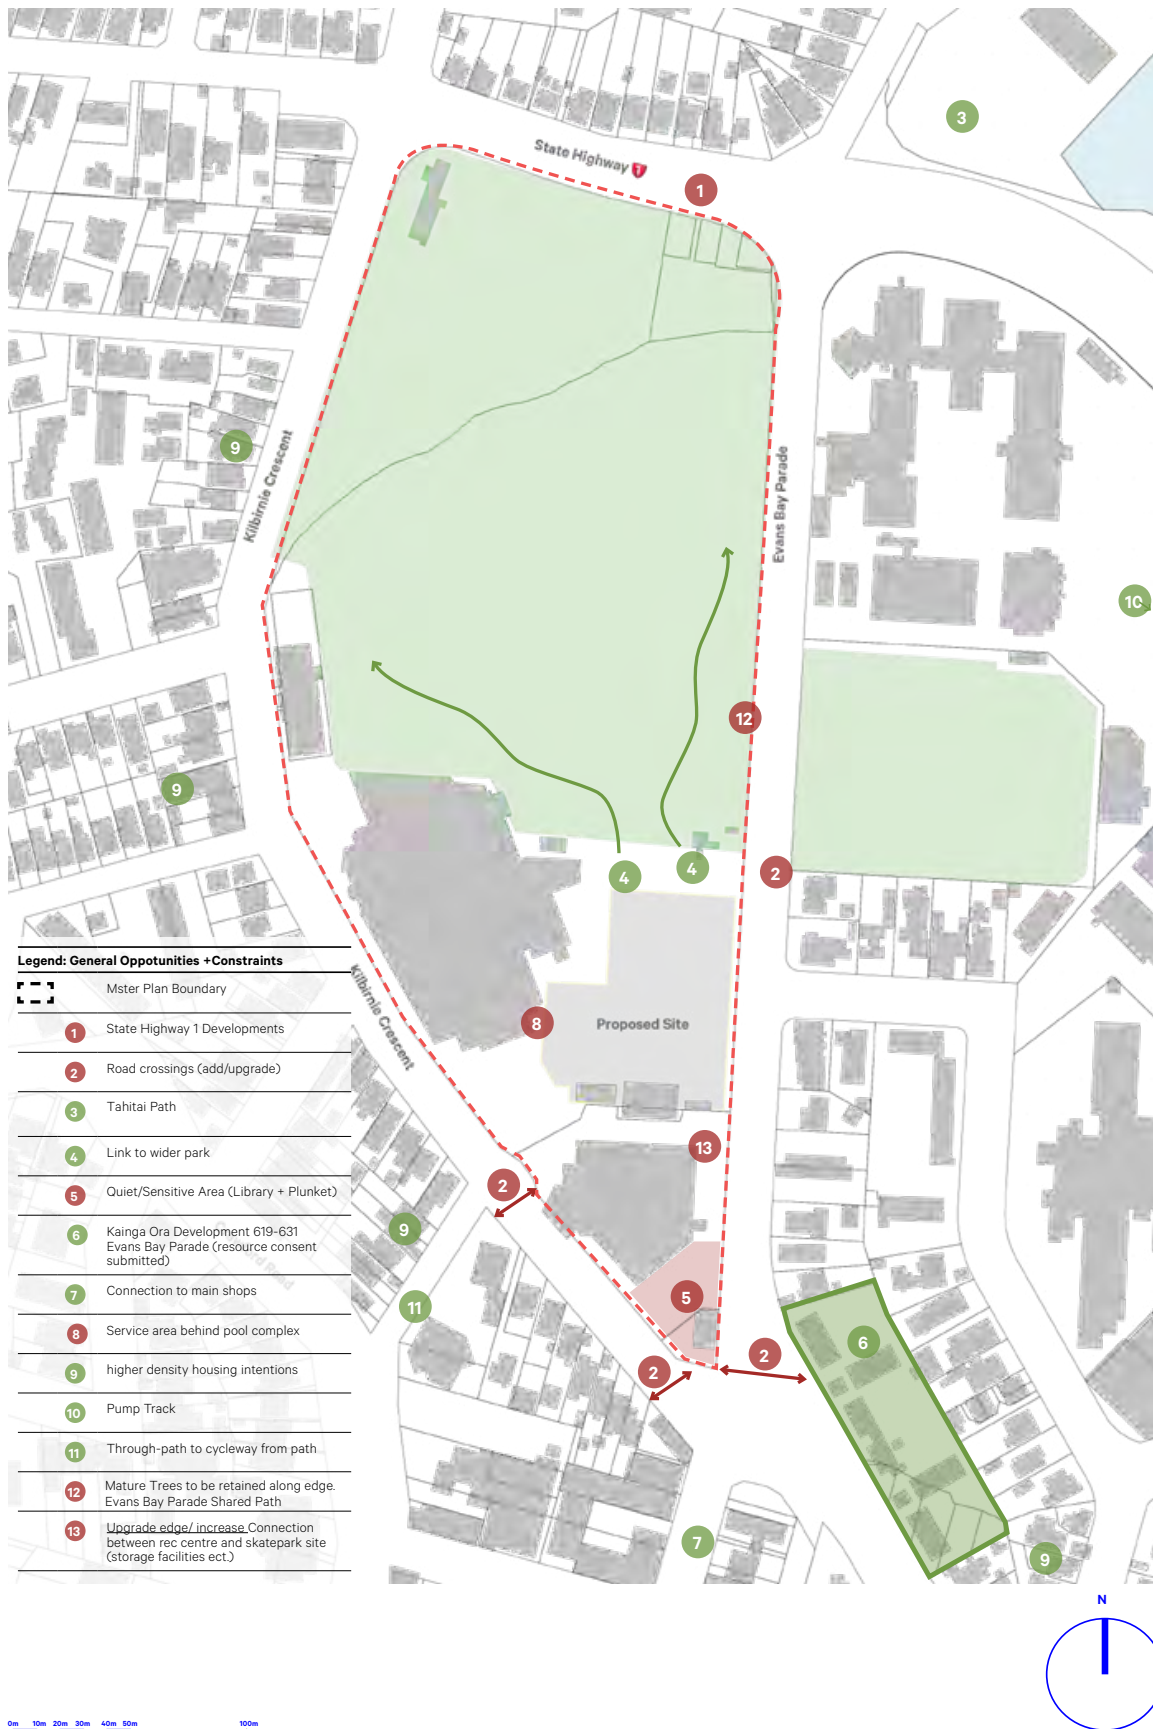 State Highway 1
1
3
Kilbirnie Crescent
9
Evans Bay Parade
10
12
9
2
4
4
8
Proposed Site
Kilbirnie Crescent
13
2
9
11
5
2
2
6
7
9
Legend: General Oppotunities +Constraints
Mster Plan Boundary
1 State Highway 1 Developments
2 Road crossings (add/upgrade)
3 Tahitai Path
4 Link to wider park
5 Quiet/Sensitive Area (Library + Plunket)
6 Kainga Ora Development 619-631
Evans Bay Parade (resource consent
submitted)
7 Connection to main shops
8 Service area behind pool complex
9 higher density housing intentions
10 Pump Track
11 Through-path to cycleway from path
12 Mature Trees to be retained along edge.
Evans Bay Parade Shared Path
13 Upgrade edge/ increase Connection
between rec centre and skatepark site
(storage facilities ect.)
N
0m 10m 20m 30m 40m 50m 100m